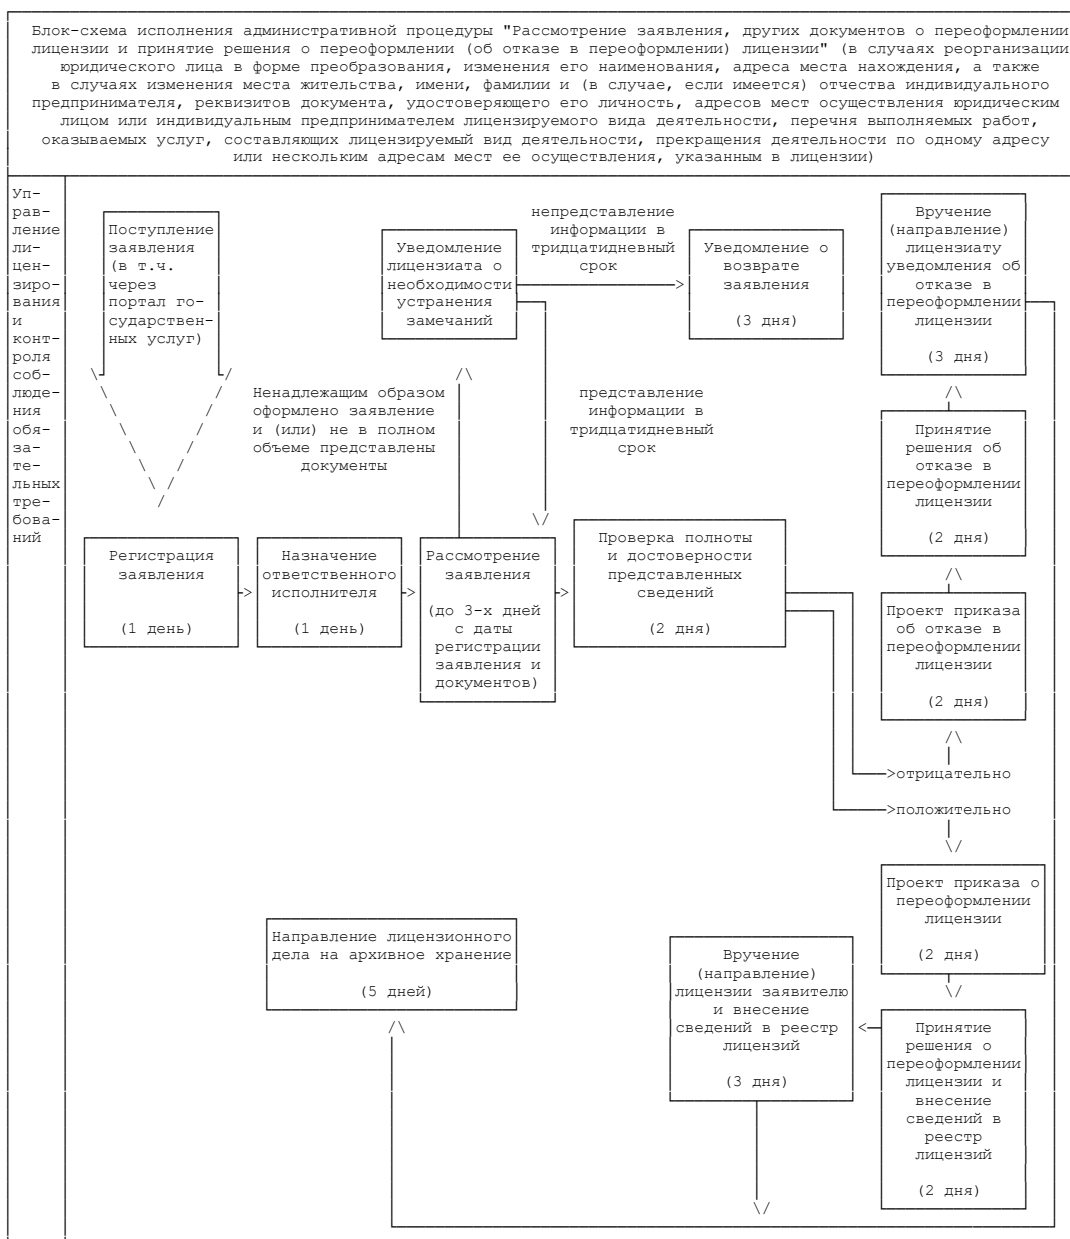 Блок-схема исполнения административной процедуры "Рассмотрение заявления, других документов о переоформлении
лицензии и принятие решения о переоформлении (об отказе в переоформлении) лицензии" (в случаях реорганизации
юридического лица в форме преобразования, изменения его наименования, адреса места нахождения, а также
в случаях изменения места жительства, имени, фамилии и (в случае, если имеется) отчества индивидуального
предпринимателя, реквизитов документа, удостоверяющего его личность, адресов мест осуществления юридическим
лицом или индивидуальным предпринимателем лицензируемого вида деятельности, перечня выполняемых работ,
оказываемых услуг, составляющих лицензируемый вид деятельности, прекращения деятельности по одному адресу
или нескольким адресам мест ее осуществления, указанным в лицензии)
Уп-
рав-
ление
ли-
цен-
зиро-
вания
и
конт-
роля
соб-
люде-
ния
обя-
за-
те-
льных
тре-
бова-
ний
Поступление
заявления
(в т.ч.
через
портал го-
сударствен-
ных услуг)
Уведомление
лицензиата о
необходимости
устранения
замечаний
непредставление
информации в
тридцатидневный
срок
Уведомление о
возврате
заявления
(3 дня)
Вручение
(направление)
лицензиату
уведомления об
отказе в
переоформлении
лицензии
(3 дня)
Ненадлежащим образом
оформлено заявление
и (или) не в полном
объеме представлены
документы
представление
информации в
тридцатидневный
срок
Принятие
решения об
отказе в
переоформлении
лицензии
(2 дня)
Регистрация
заявления
(1 день)
Назначение
ответственного
исполнителя
(1 день)
Рассмотрение
заявления
(до 3-х дней
с даты
регистрации
заявления и
документов)
Проверка полноты
и достоверности
представленных
сведений
(2 дня)
Проект приказа
об отказе в
переоформлении
лицензии
(2 дня)
отрицательно
положительно
Проект приказа о
переоформлении
лицензии
(2 дня)
Направление лицензионного
дела на архивное хранение
(5 дней)
Вручение
(направление)
лицензии заявителю
и внесение
сведений в реестр
лицензий
(3 дня)
Принятие
решения о
переоформлении
лицензии и
внесение
сведений в
реестр
лицензий
(2 дня)